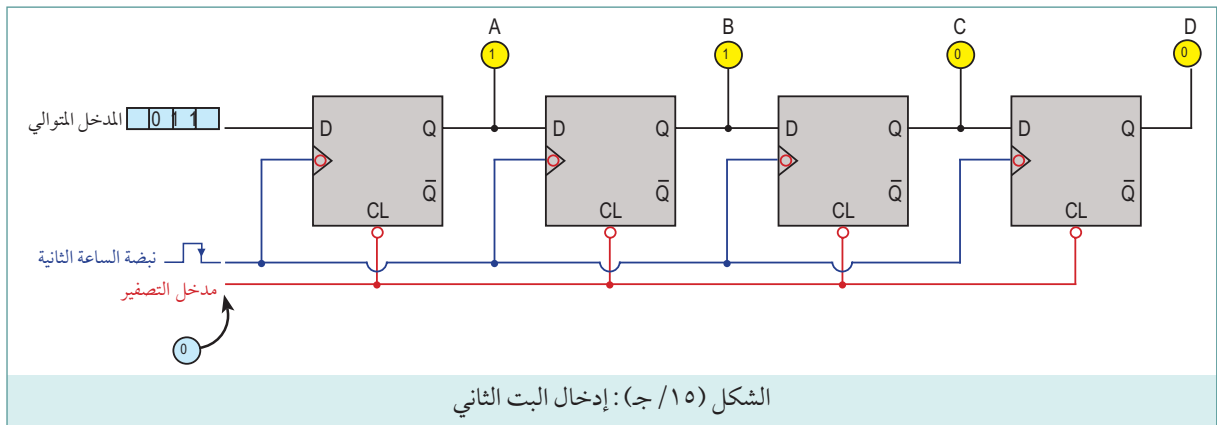 A B C D
1 1 0 0
المدخل المتوالي 0 1 1 D Q D Q D Q D Q
Q̅ Q̅ Q̅ Q̅
CL CL CL CL
نبضة الساعة الثانية
مدخل التصفير
0
الشكل (١٥/ جـ): إدخال البت الثاني